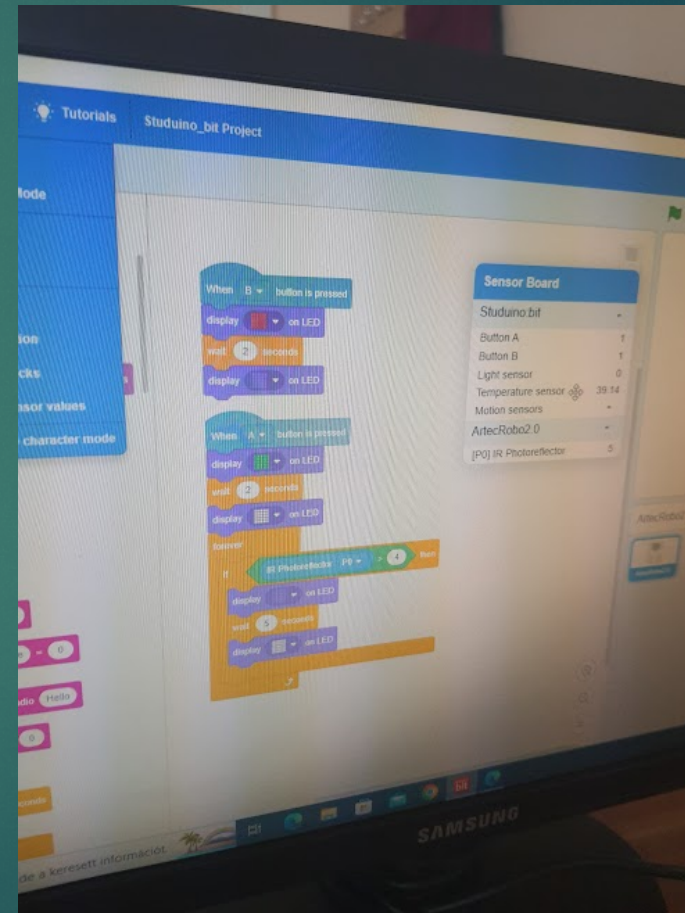 Tutorials
Studuino_bit Project
lode
ion
cks
nsor values
character mode
When B button is pressed
display on LED
wait 2 seconds
display on LED
When A button is pressed
display on LED
wait 2 seconds
display on LED
forever
if IR Photoreflector P0 > 4 then
display on LED
wait 5 seconds
display on LED
Sensor Board
Studuino:bit
Button A 1
Button B 1
Light sensor 0
Temperature sensor 39.14
Motion sensors
ArtecRobo2.0
[P0] IR Photoreflector 5
= 0
dio Hello
0
conds
de a keresett információt.
SAMSUNG